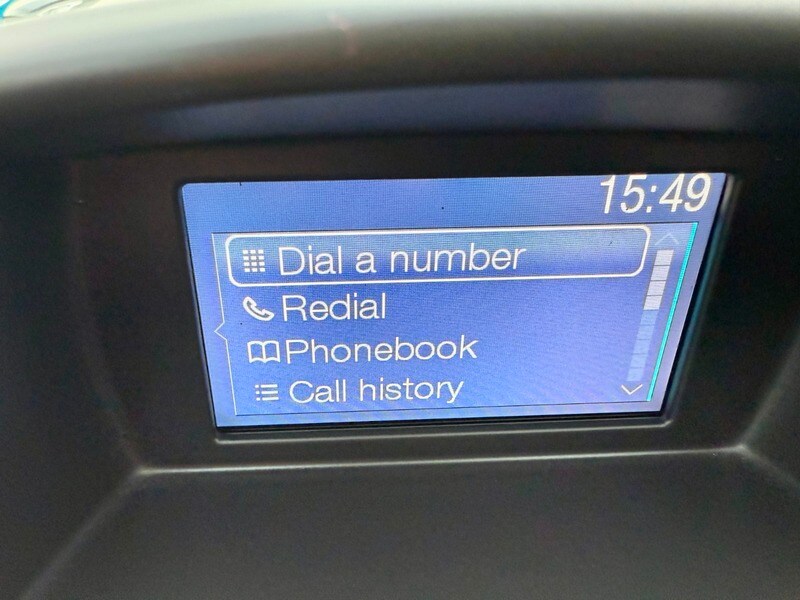 15:49
Dial a number
Redial
Phonebook
Call history